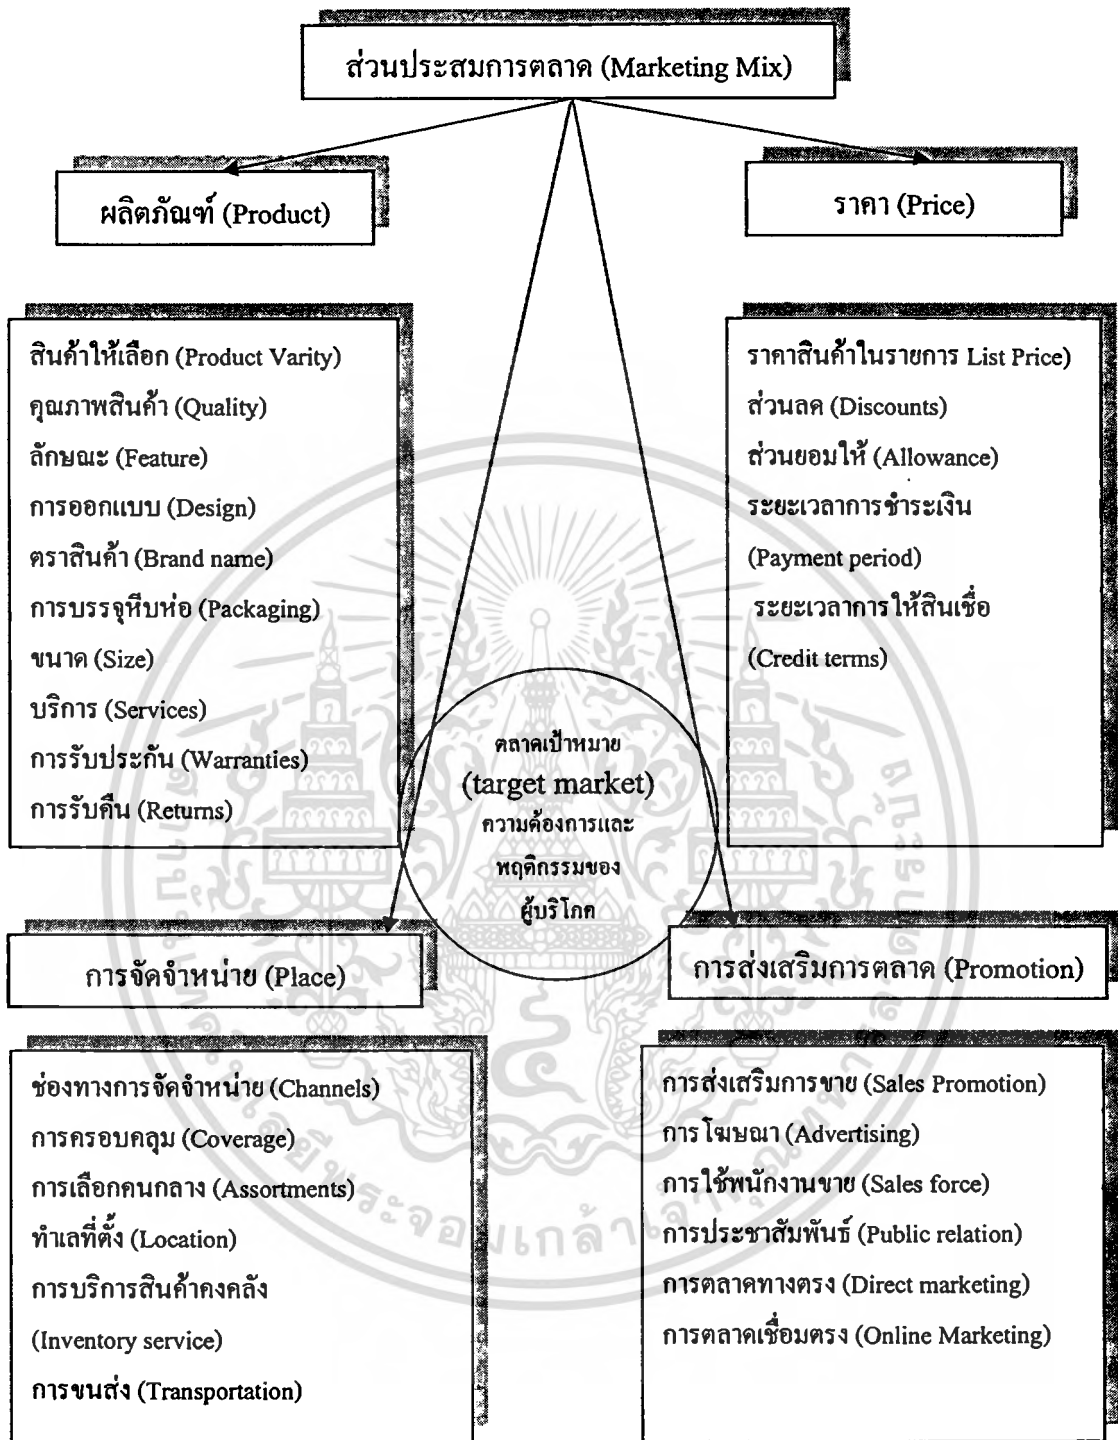 ส่วนประสมการตลาด (Marketing Mix)
ผลิตภัณฑ์ (Product)
ราคา (Price)
สินค้าให้เลือก (Product Varity)
คุณภาพสินค้า (Quality)
ลักษณะ (Feature)
การออกแบบ (Design)
ตราสินค้า (Brand name)
การบรรจุหีบห่อ (Packaging)
ขนาด (Size)
บริการ (Services)
การรับประกัน (Warranties)
การรับคืน (Returns)
ราคาสินค้าในรายการ List Price)
ส่วนลด (Discounts)
ส่วนยอมให้ (Allowance)
ระยะเวลาการชำระเงิน
(Payment period)
ระยะเวลาการให้สินเชื่อ
(Credit terms)
ตลาดเป้าหมาย
(target market)
ความต้องการและ
พฤติกรรมของ
ผู้บริโภค
การจัดจำหน่าย (Place)
การส่งเสริมการตลาด (Promotion)
ช่องทางการจัดจำหน่าย (Channels)
การครอบคลุม (Coverage)
การเลือกคนกลาง (Assortments)
ทำเลที่ตั้ง (Location)
การบริการสินค้าคงคลัง
(Inventory service)
การขนส่ง (Transportation)
การส่งเสริมการขาย (Sales Promotion)
การโฆษณา (Advertising)
การใช้พนักงานขาย (Sales force)
การประชาสัมพันธ์ (Public relation)
การตลาดทางตรง (Direct marketing)
การตลาดเชื่อมตรง (Online Marketing)